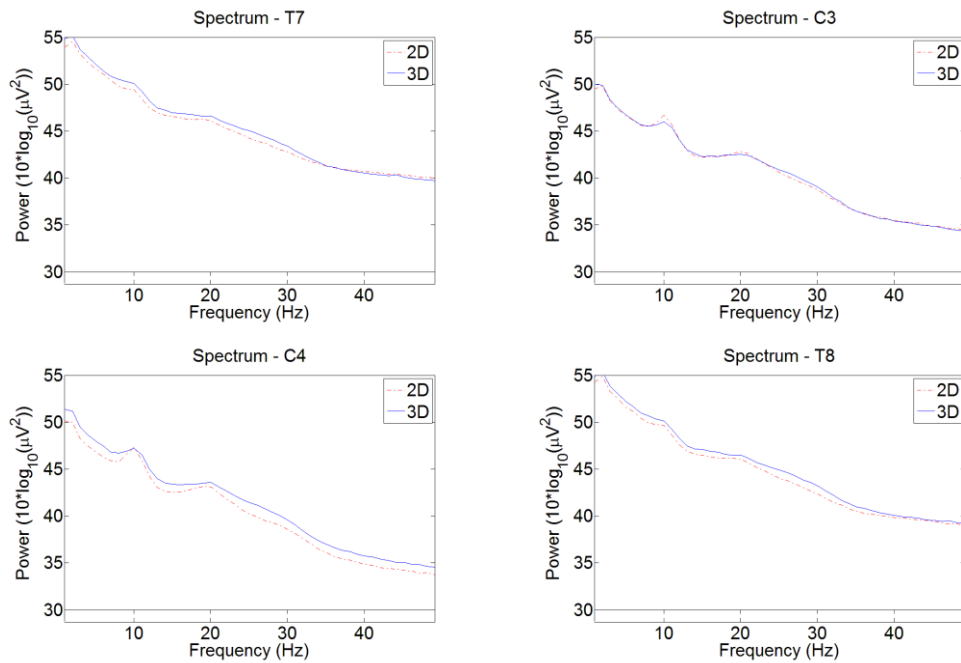 Spectrum - T7
55
50
45
40
35
30
Power (10*log10(μV²))
10 20 30 40
Frequency (Hz)
2D
3D
Spectrum - C3
55
50
45
40
35
30
Power (10*log10(μV²))
10 20 30 40
Frequency (Hz)
2D
3D
Spectrum - C4
55
50
45
40
35
30
Power (10*log10(μV²))
10 20 30 40
Frequency (Hz)
2D
3D
Spectrum - T8
55
50
45
40
35
30
Power (10*log10(μV²))
10 20 30 40
Frequency (Hz)
2D
3D